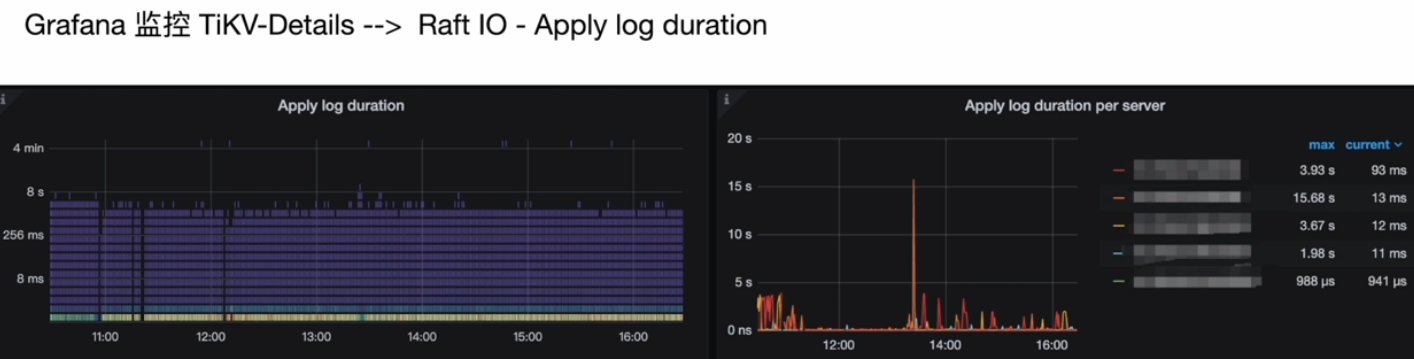 Grafana 监控 TiKV-Details --> Raft IO - Apply log duration
Apply log duration
4 min
8 s
256 ms
8 ms
11:00 12:00 13:00 14:00 15:00 16:00
Apply log duration per server
20 s
15 s
10 s
5 s
0 ns
12:00 14:00 16:00
max current
3.93 s 93 ms
15.68 s 13 ms
3.67 s 12 ms
1.98 s 11 ms
988 µs 941 µs